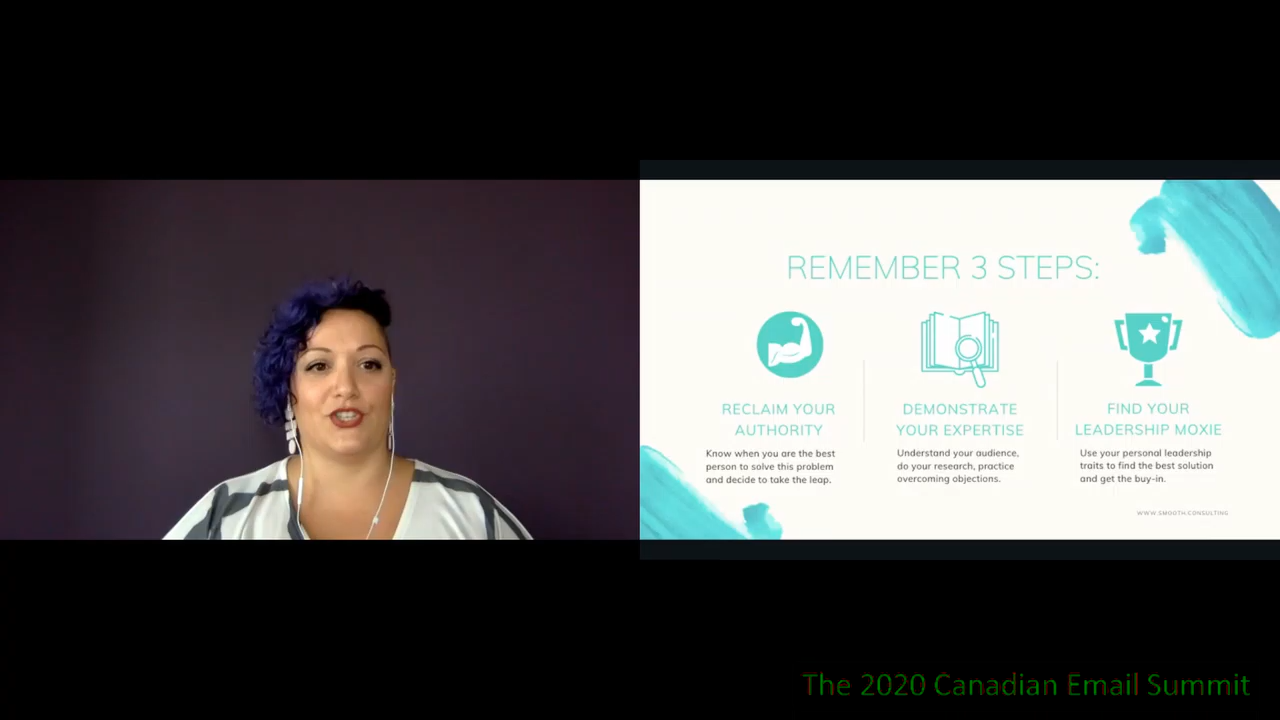 REMEMBER 3 STEPS:
RECLAIM YOUR
AUTHORITY
Know when you are the best
person to solve this problem
and decide to take the leap.
DEMONSTRATE
YOUR EXPERTISE
Understand your audience,
do your research, practice
overcoming objections.
FIND YOUR
LEADERSHIP MOXIE
Use your personal leadership
traits to find the best solution
and get the buy-in.
WWW.SMOOTH.CONSULTING
The 2020 Canadian Email Summit